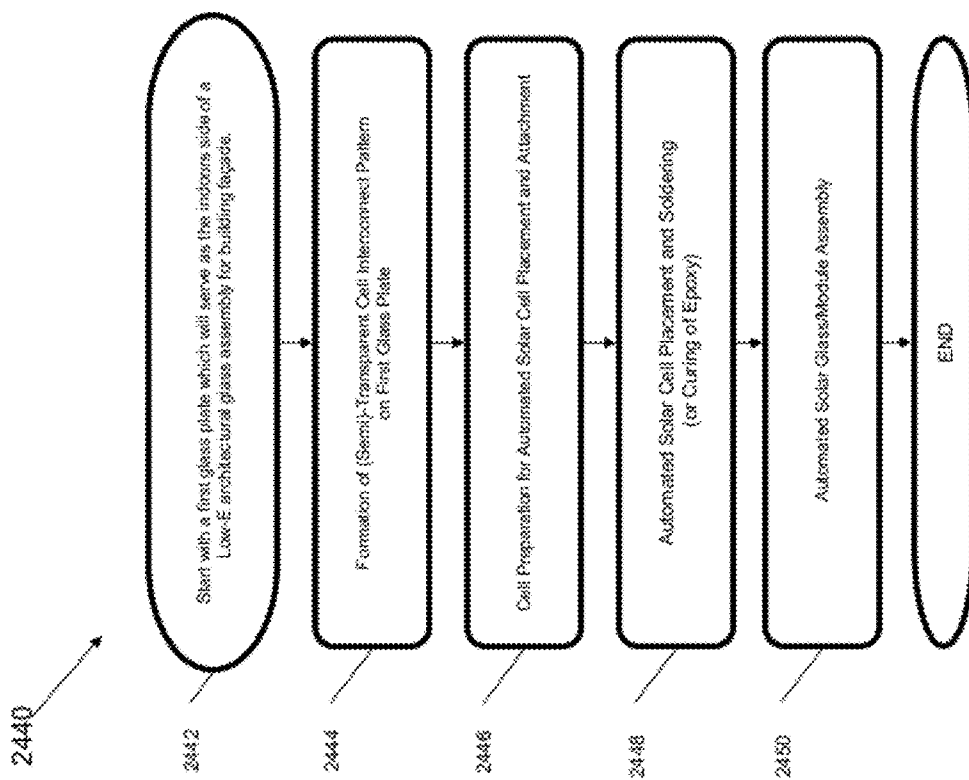 2440
2442
Start with a first glass plate which will serve as the indoors side of a
Low-E architectural glass assembly for building façade.
2444
Formation of (Semi)-Transparent Cell Interconnect Pattern
on First Glass Plate
2446
Cell Preparation for Automated Solar Cell Placement and Attachment
2448
Automated Solar Cell Placement and Soldering
(or Curing of Epoxy)
2450
Automated Solar Glass/Module Assembly
END